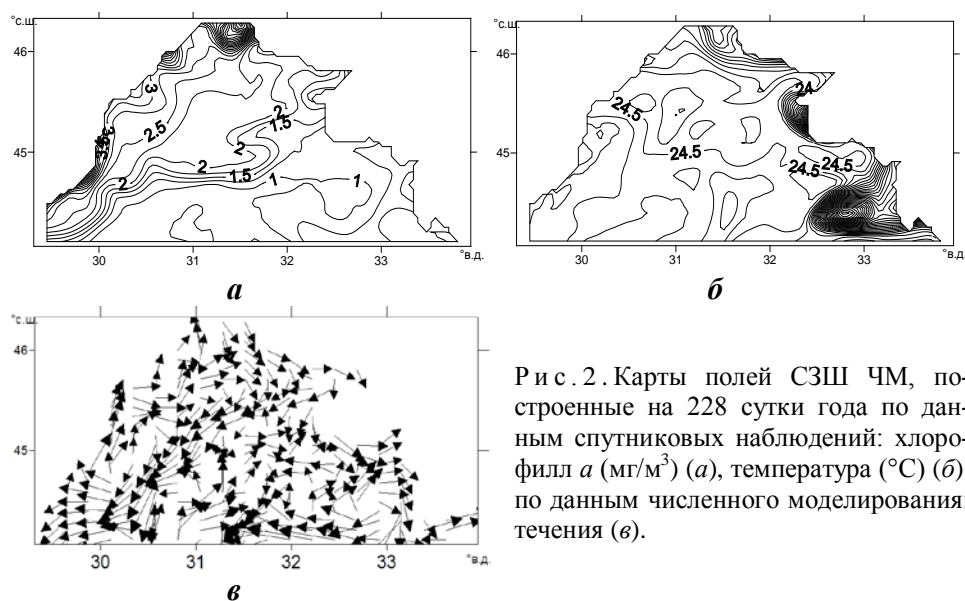 °с.ш.
46
45
3
3
3.5
2.5
2
2
1.5
2
2
1.5
1
1
30 31 32 33
°в.д.
а
°с.ш.
46
45
24
24.5
24.5
24.5
24.5
30 31 32 33
°в.д.
б
°с.ш.
46
45
30 31 32 33
°в.д.
в
Рис. 2. Карты полей СЗШ ЧМ, по-
строенные на 228 сутки года по дан-
ным спутниковых наблюдений: хлоро-
филл а (мг/м³) (а), температура (°С) (б)
по данным численного моделирования:
течения (в).